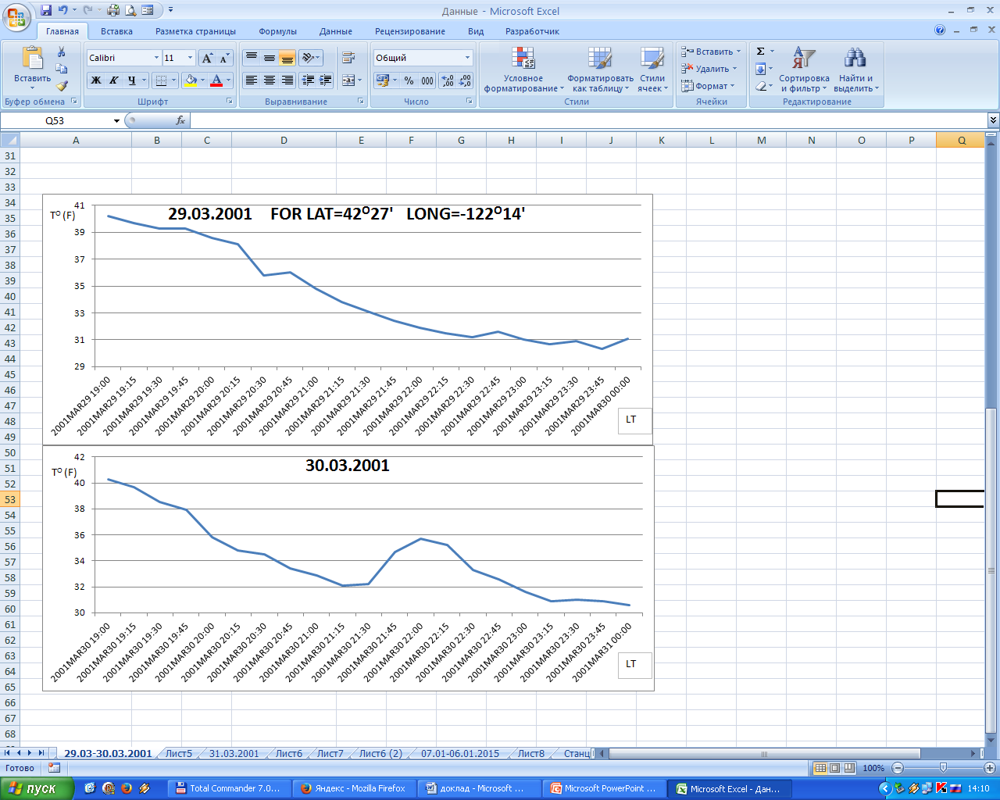 Данные - Microsoft Excel
Главная Вставка Разметка страницы Формулы Данные Рецензирование Вид Разработчик
Вставить Calibri 11 Ж К Ч Общий % 000 Условное форматирование Форматировать как таблицу Стили ячеек Вставить Удалить Формат Сортировка и фильтр Найти и выделить
Буфер обмена Шрифт Выравнивание Число Стили Ячейки Редактирование
Q53 fx
A B C D E F G H I J K L M N O P Q
31
32
33
34
35
36
37
38
39
40
41
42
43
44
45
46
47
48
49
50
51
52
53
54
55
56
57
58
59
60
61
62
63
64
65
66
67
68
29.03.2001 FOR LAT=42O27' LONG=-122O14'
TO (F)
41
39
37
35
33
31
29
2001MAR29 19:00
2001MAR29 19:15
2001MAR29 19:30
2001MAR29 19:45
2001MAR29 20:00
2001MAR29 20:15
2001MAR29 20:30
2001MAR29 20:45
2001MAR29 21:00
2001MAR29 21:15
2001MAR29 21:30
2001MAR29 21:45
2001MAR29 22:00
2001MAR29 22:15
2001MAR29 22:30
2001MAR29 22:45
2001MAR29 23:00
2001MAR29 23:15
2001MAR29 23:30
2001MAR29 23:45
2001MAR30 00:00
LT
30.03.2001
TO (F)
42
40
38
36
34
32
30
2001MAR30 19:00
2001MAR30 19:15
2001MAR30 19:30
2001MAR30 19:45
2001MAR30 20:00
2001MAR30 20:15
2001MAR30 20:30
2001MAR30 20:45
2001MAR30 21:00
2001MAR30 21:15
2001MAR30 21:30
2001MAR30 21:45
2001MAR30 22:00
2001MAR30 22:15
2001MAR30 22:30
2001MAR30 22:45
2001MAR30 23:00
2001MAR30 23:15
2001MAR30 23:30
2001MAR30 23:45
2001MAR31 00:00
LT
29.03-30.03.2001 Лист5 31.03.2001 Лист6 Лист7 Лист6 (2) 07.01-06.01.2015 Лист8 Станц
Готово 100%
пуск Total Commander 7.0... Яндекс - Mozilla Firefox доклад - Microsoft ... Microsoft PowerPoint ... Microsoft Excel - Дан... 14:10